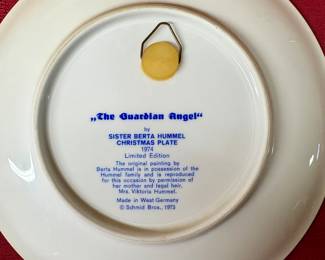 „The Guardian Angel“
by
SISTER BERTA HUMMEL
CHRISTMAS PLATE
1974
Limited Edition
The original painting by
Berta Hummel is in possession of the
Hummel family and is reproduced
for this occasion by permission of
her mother and legal heir,
Mrs. Viktoria Hummel.
Made in West Germany
© Schmid Bros., 1973